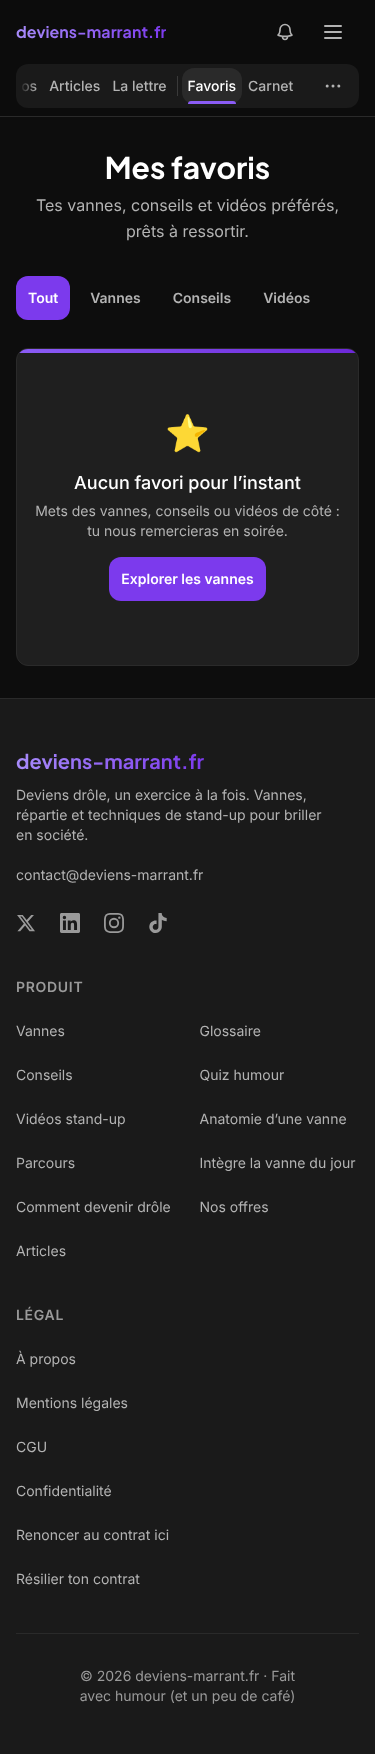 deviens-marrant.fr
os Articles La lettre Favoris Carnet ···
Mes favoris
Tes vannes, conseils et vidéos préférés,
prêts à ressortir.
Tout Vannes Conseils Vidéos
Aucun favori pour l’instant
Mets des vannes, conseils ou vidéos de côté :
tu nous remercieras en soirée.
Explorer les vannes
deviens-marrant.fr
Deviens drôle, un exercice à la fois. Vannes,
répartie et techniques de stand-up pour briller
en société.
contact@deviens-marrant.fr
PRODUIT
Vannes Glossaire
Conseils Quiz humour
Vidéos stand-up Anatomie d’une vanne
Parcours Intègre la vanne du jour
Comment devenir drôle Nos offres
Articles
LÉGAL
À propos
Mentions légales
CGU
Confidentialité
Renoncer au contrat ici
Résilier ton contrat
© 2026 deviens-marrant.fr · Fait
avec humour (et un peu de café)